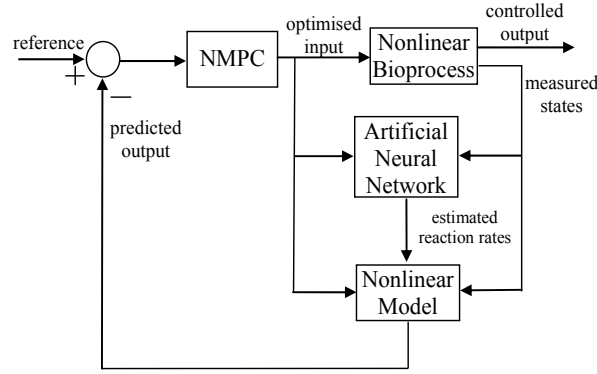 reference
+
−
predicted
output
NMPC
optimised
input
Nonlinear
Bioprocess
controlled
output
measured
states
Artificial
Neural
Network
estimated
reaction rates
Nonlinear
Model